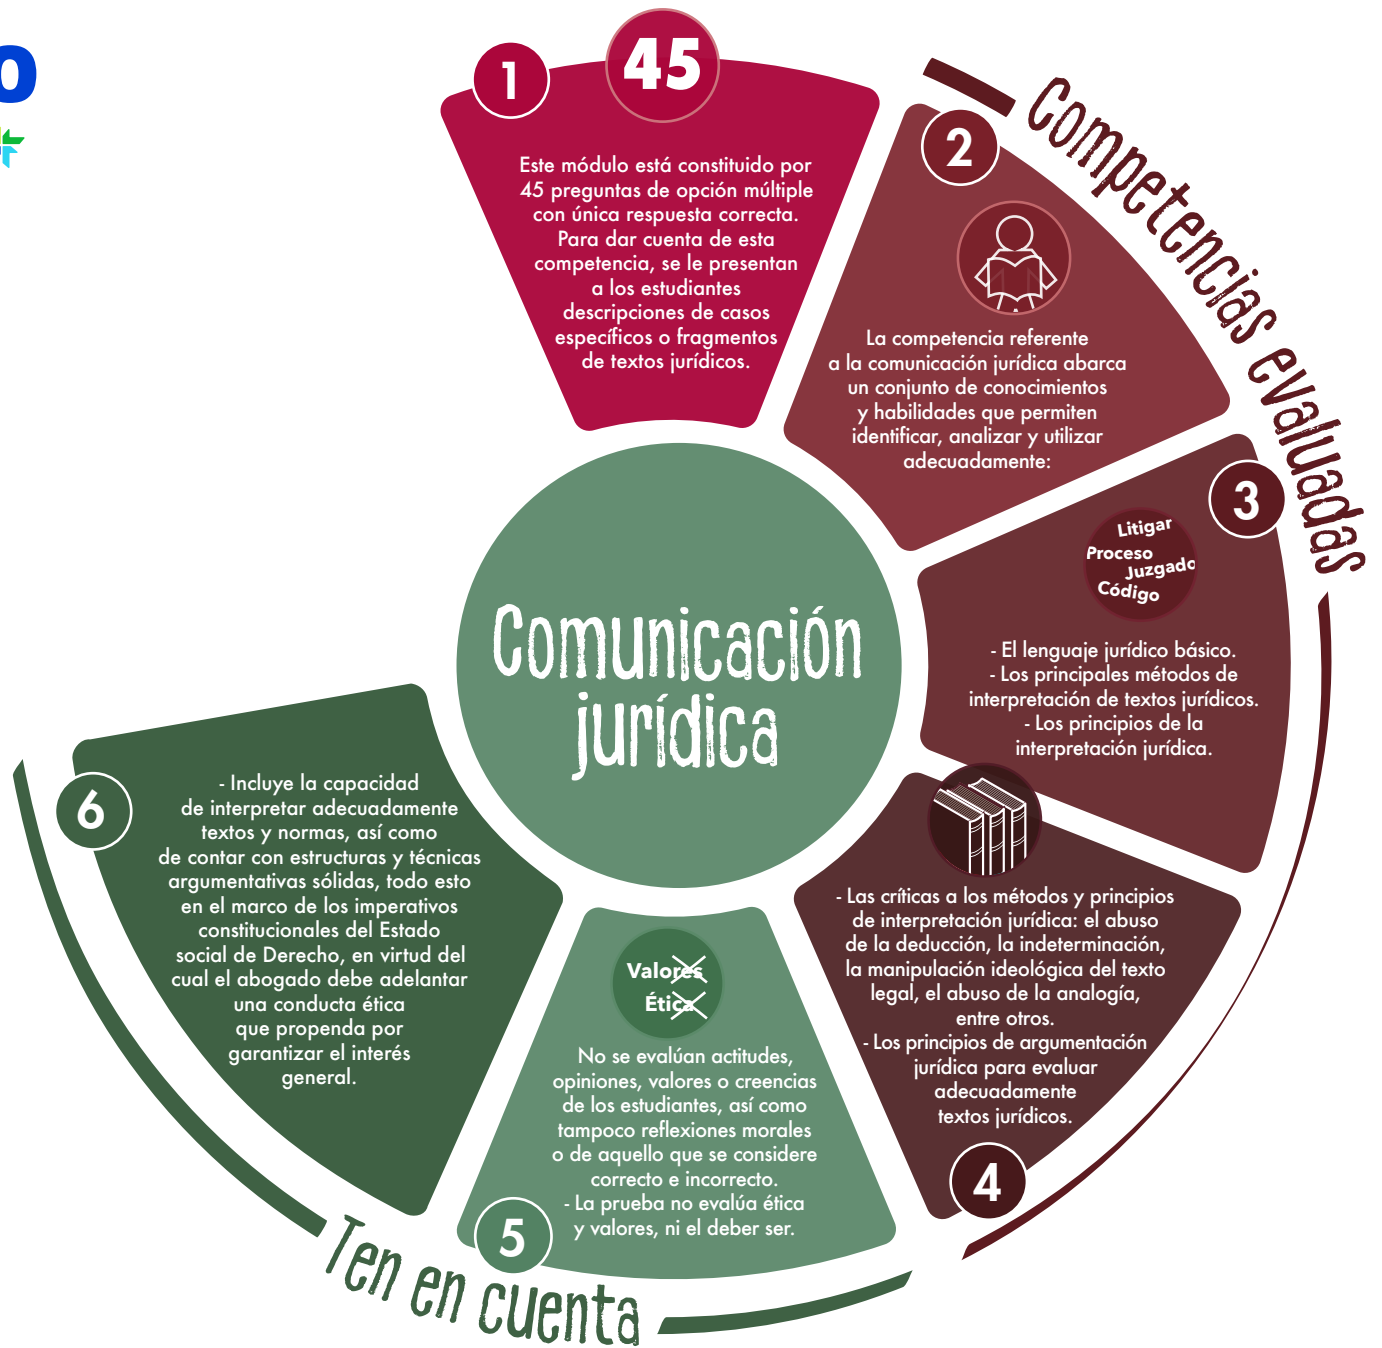 Comunicación
jurídica
1
45
Este módulo está constituido por
45 preguntas de opción múltiple
con única respuesta correcta.
Para dar cuenta de esta
competencia, se le presentan
a los estudiantes
descripciones de casos
específicos o fragmentos
de textos jurídicos.
Competencias evaluadas
2
La competencia referente
a la comunicación jurídica abarca
un conjunto de conocimientos
y habilidades que permiten
identificar, analizar y utilizar
adecuadamente:
3
Litigar
Proceso
Juzgado
Código
- El lenguaje jurídico básico.
- Los principales métodos de
interpretación de textos jurídicos.
- Los principios de la
interpretación jurídica.
- Las críticas a los métodos y principios
de interpretación jurídica: el abuso
de la deducción, la indeterminación,
la manipulación ideológica del texto
legal, el abuso de la analogía,
entre otros.
- Los principios de argumentación
jurídica para evaluar
adecuadamente
textos jurídicos.
4
Ten en cuenta
Valores
Ética
No se evalúan actitudes,
opiniones, valores o creencias
de los estudiantes, así como
tampoco reflexiones morales
o de aquello que se considere
correcto e incorrecto.
- La prueba no evalúa ética
y valores, ni el deber ser.
5
6
- Incluye la capacidad
de interpretar adecuadamente
textos y normas, así como
de contar con estructuras y técnicas
argumentativas sólidas, todo esto
en el marco de los imperativos
constitucionales del Estado
social de Derecho, en virtud del
cual el abogado debe adelantar
una conducta ética
que propenda por
garantizar el interés
general.